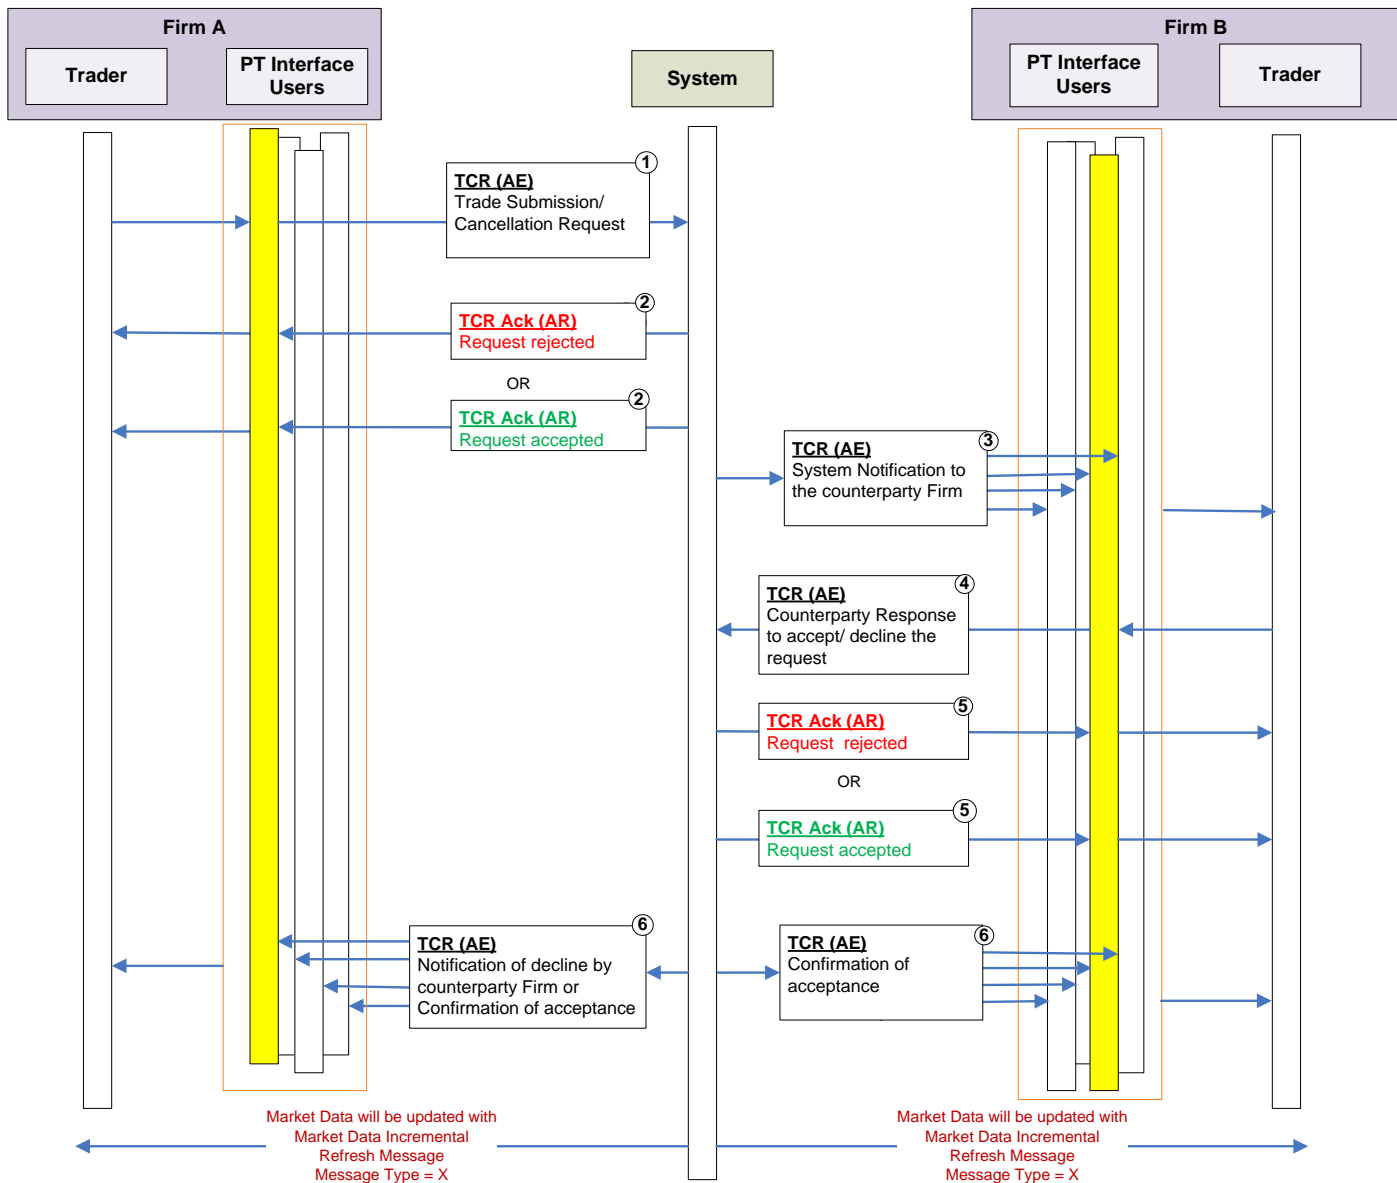 Firm A
Trader
PT Interface
Users
System
Firm B
PT Interface
Users
Trader
1
TCR (AE)
Trade Submission/
Cancellation Request
2
TCR Ack (AR)
Request rejected
OR
2
TCR Ack (AR)
Request accepted
3
TCR (AE)
System Notification to
the counterparty Firm
4
TCR (AE)
Counterparty Response
to accept/ decline the
request
5
TCR Ack (AR)
Request  rejected
OR
5
TCR Ack (AR)
Request accepted
6
TCR (AE)
Notification of decline by
counterparty Firm or
Confirmation of acceptance
6
TCR (AE)
Confirmation of
acceptance
Market Data will be updated with
Market Data Incremental
Refresh Message
Message Type = X
Market Data will be updated with
Market Data Incremental
Refresh Message
Message Type = X